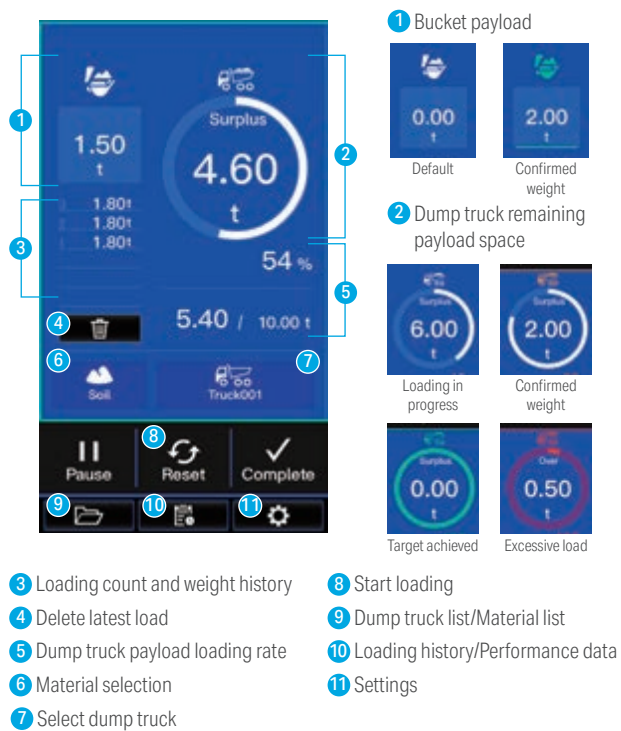 1 Bucket payload
0.00
t
2.00
t
Default
Confirmed
weight
2 Dump truck remaining
payload space
Surplus
6.00
t
Surplus
2.00
t
Loading in
progress
Confirmed
weight
Surplus
0.00
t
Over
0.50
t
Target achieved
Excessive load
1
1.50
t
Surplus
4.60
t
2
3
1 1.80t
2 1.80t
3 1.80t
54 %
5
4
5.40 / 10.00 t
6
Soil
7
Truck001
Pause
8
Reset
Complete
9
10
11
3 Loading count and weight history
4 Delete latest load
5 Dump truck payload loading rate
6 Material selection
7 Select dump truck
8 Start loading
9 Dump truck list/Material list
10 Loading history/Performance data
11 Settings